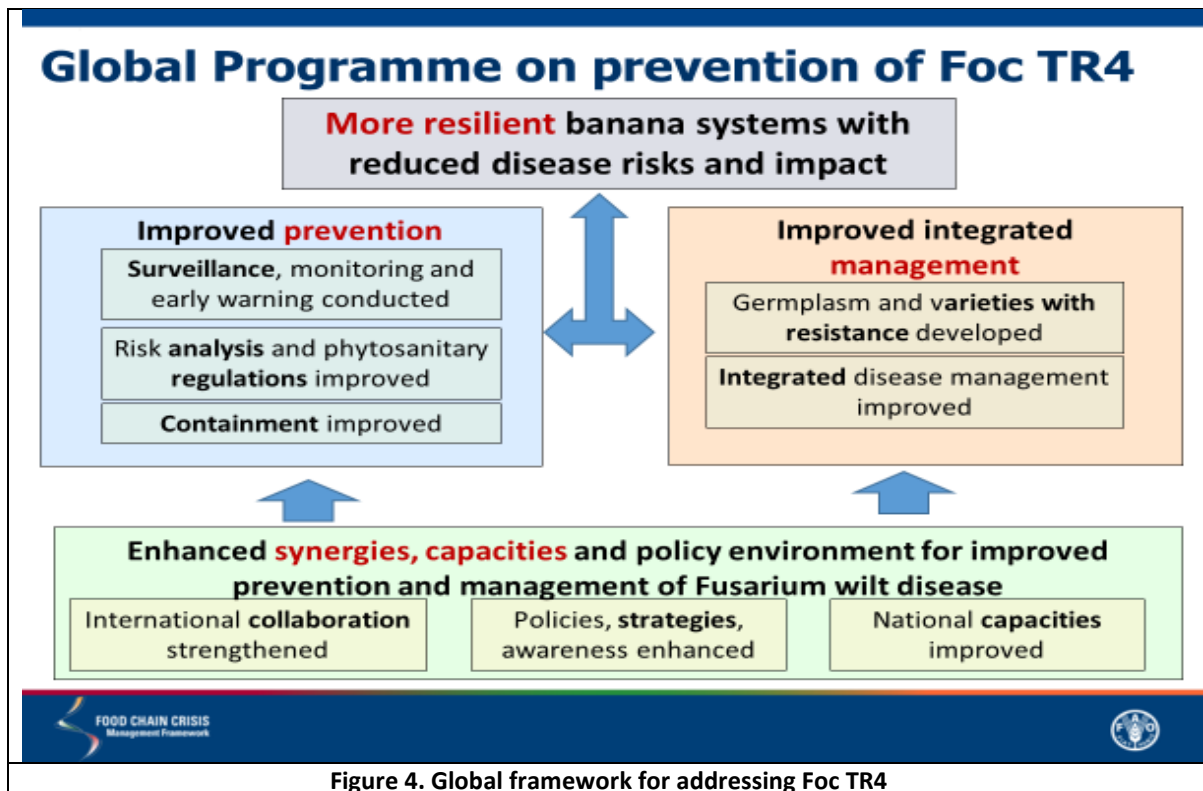 Global Programme on prevention of Foc TR4
More resilient banana systems with
reduced disease risks and impact
Improved prevention
Surveillance, monitoring and
early warning conducted
Risk analysis and phytosanitary
regulations improved
Containment improved
Improved integrated
management
Germplasm and varieties with
resistance developed
Integrated disease management
improved
Enhanced synergies, capacities and policy environment for improved
prevention and management of Fusarium wilt disease
International collaboration
strengthened
Policies, strategies,
awareness enhanced
National capacities
improved
FOOD CHAIN CRISIS
Management Framework
FAO
Figure 4. Global framework for addressing Foc TR4